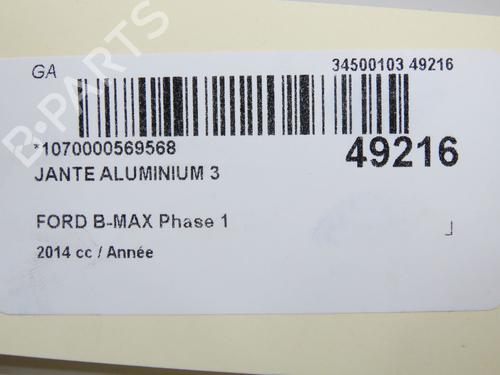 GA
34500103 49216
*1070000569568
49216
JANTE ALUMINIUM 3
FORD B-MAX Phase 1
2014 cc / Année
B-PARTS